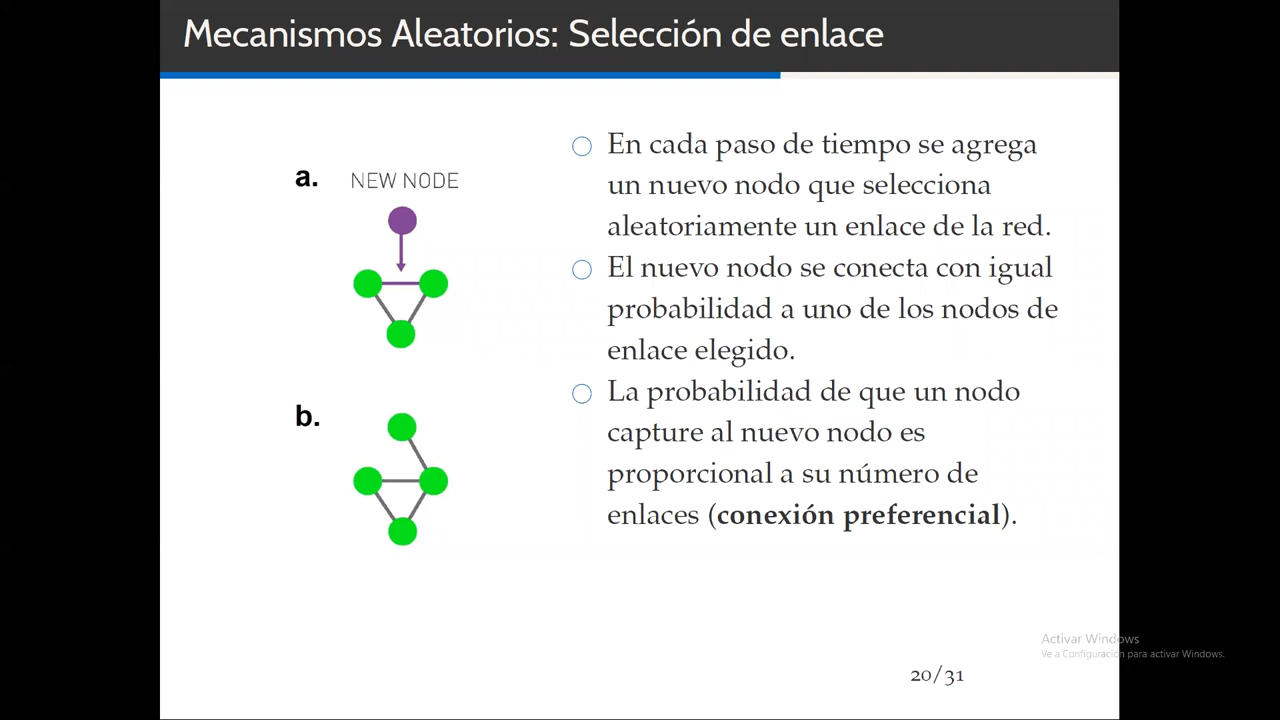 Mecanismos Aleatorios: Selección de enlace
a.
NEW NODE
b.
En cada paso de tiempo se agrega
un nuevo nodo que selecciona
aleatoriamente un enlace de la red.
El nuevo nodo se conecta con igual
probabilidad a uno de los nodos de
enlace elegido.
La probabilidad de que un nodo
capture al nuevo nodo es
proporcional a su número de
enlaces (conexión preferencial).
Activar Windows
Ve a Configuración para activar Windows.
20/31